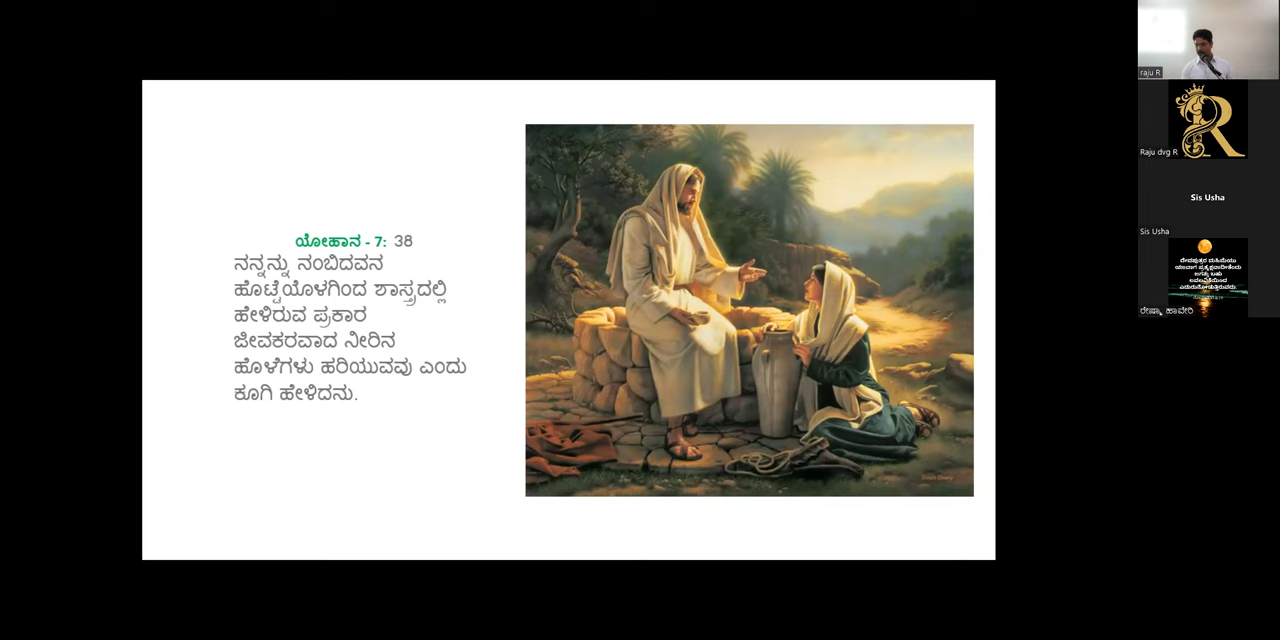 ಯೋಹಾನ - 7: 38
ನನ್ನನ್ನು ನಂಬಿದವನ
ಹೊಟ್ಟೆಯೊಳಗಿಂದ ಶಾಸ್ತ್ರದಲ್ಲಿ
ಹೇಳಿರುವ ಪ್ರಕಾರ
ಜೀವಕರವಾದ ನೀರಿನ
ಹೊಳೆಗಳು ಹರಿಯುವವು ಎಂದು
ಕೂಗಿ ಹೇಳಿದನು.
raju R
R
Raju dvg R
Sis Usha
Sis Usha
ರೇಷ್ಮಾ ಹಾವೇರಿ